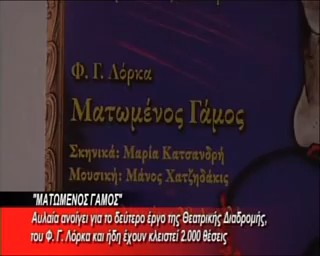 Φ. Γ. Λόρκα
Ματωμένος Γάμος
Σκηνικά: Μαρία Κατσανδρή
Μουσική: Μάνος Χατζηδάκις
"ΜΑΤΩΜΕΝΟΣ ΓΑΜΟΣ"
Αυλαία ανοίγει για το δεύτερο έργο της Θεατρικής Διαδρομής,
του Φ. Γ. Λόρκα και ήδη έχουν κλειστεί 2.000 θέσεις